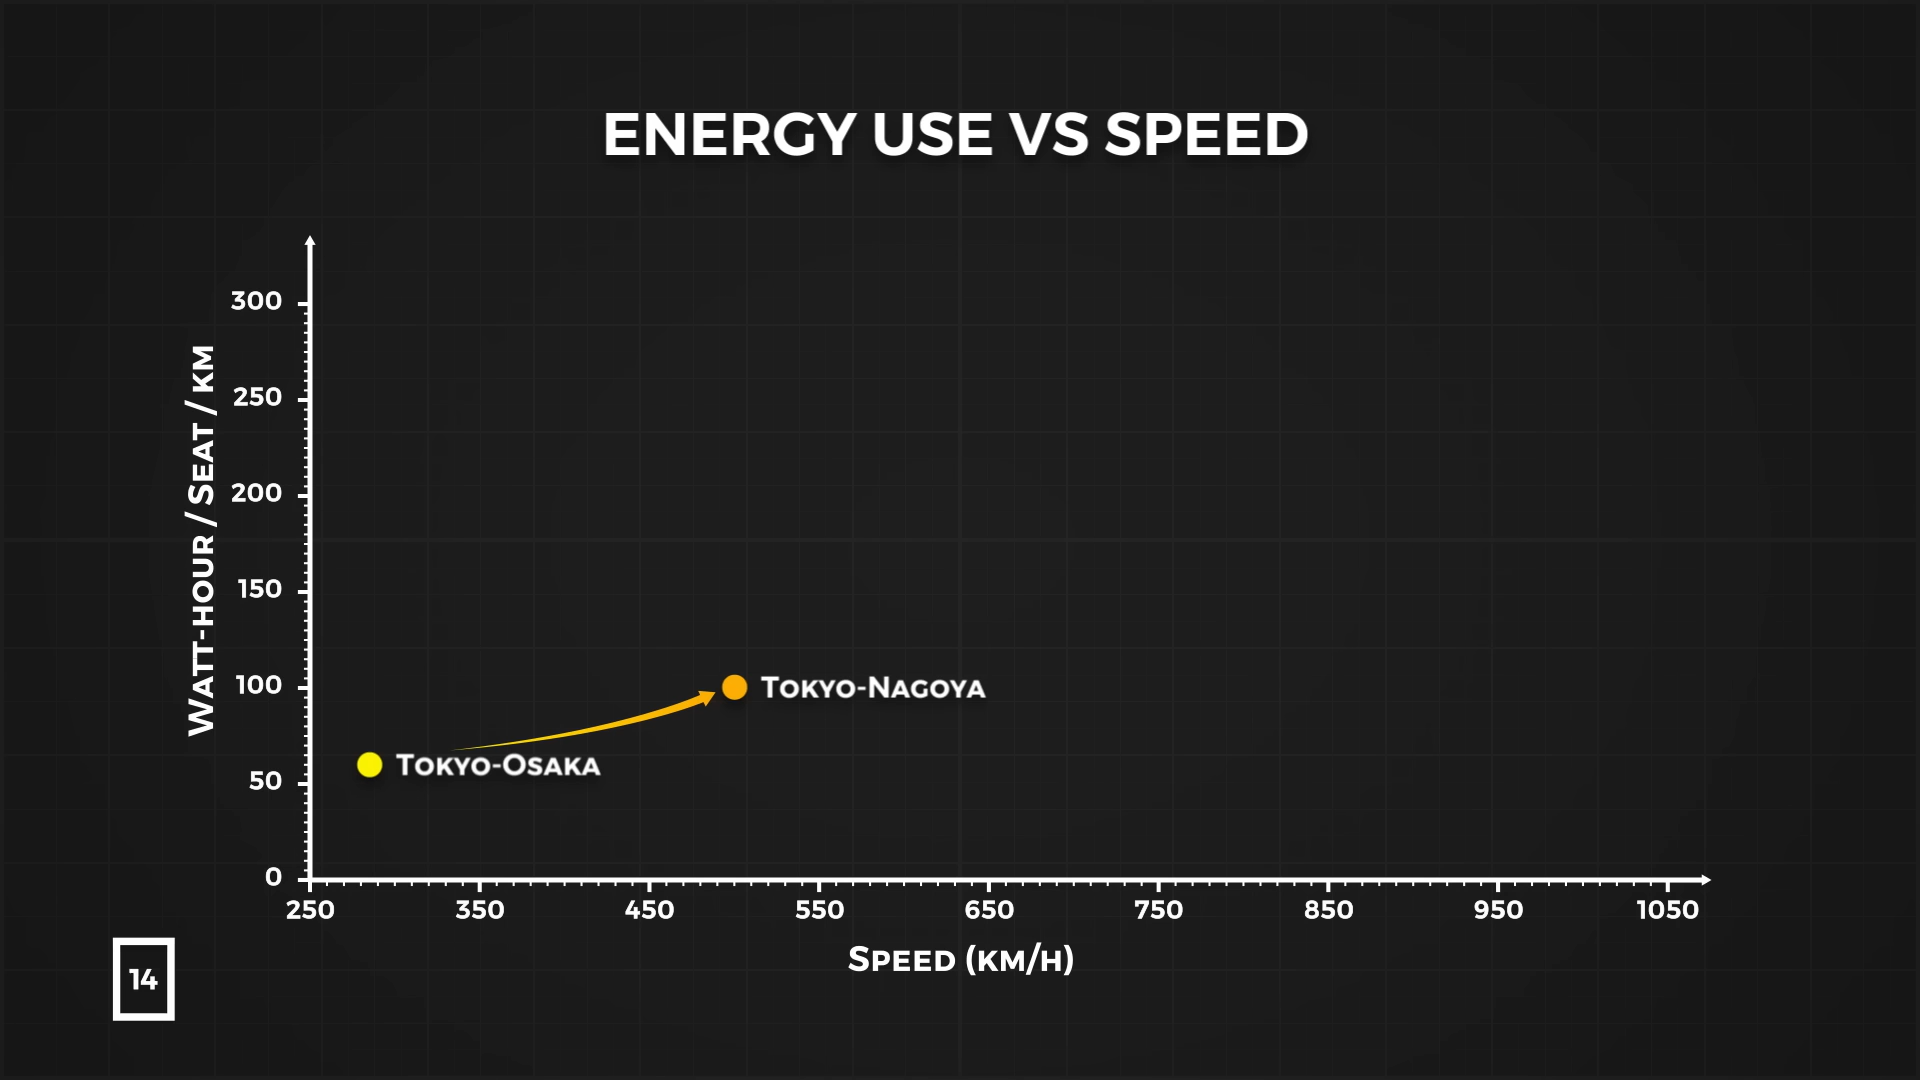 ENERGY USE VS SPEED
WATT-HOUR / SEAT / KM
300
250
200
150
100
50
0
TOKYO-NAGOYA
TOKYO-OSAKA
250 350 450 550 650 750 850 950 1050
SPEED (KM/H)
14